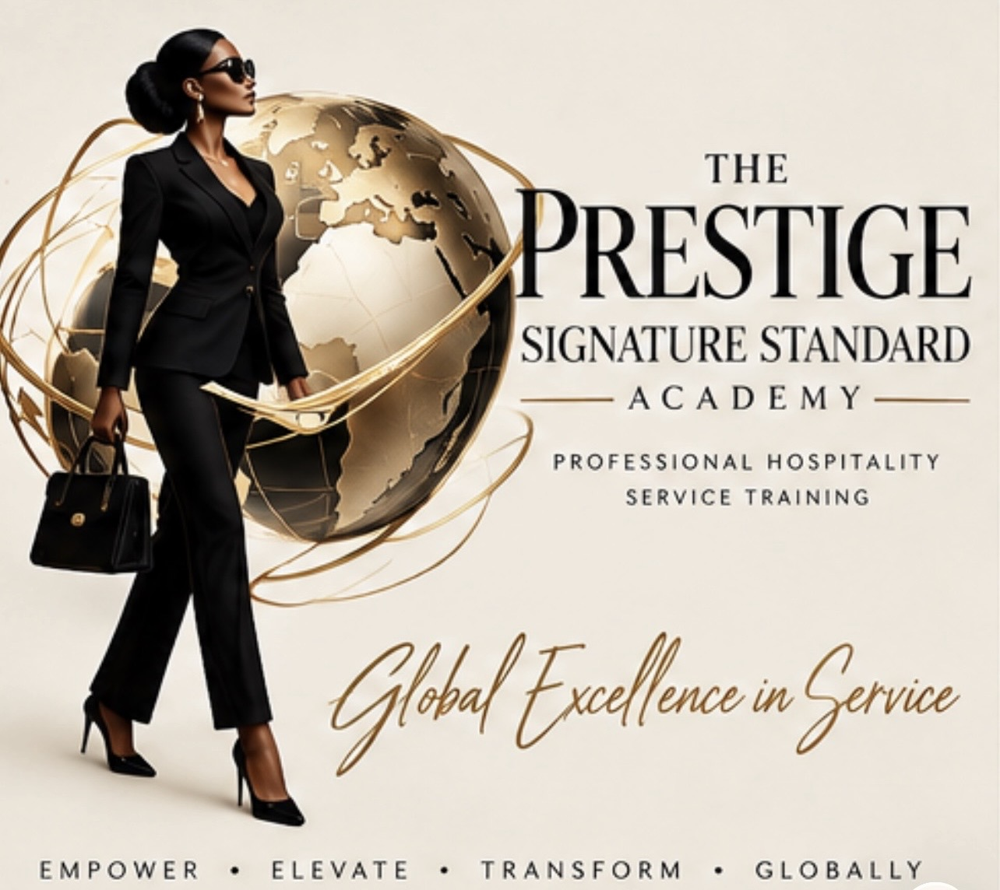 THE
PRESTIGE
SIGNATURE STANDARD
ACADEMY
PROFESSIONAL HOSPITALITY
SERVICE TRAINING
Global Excellence in Service
EMPOWER • ELEVATE • TRANSFORM • GLOBALLY